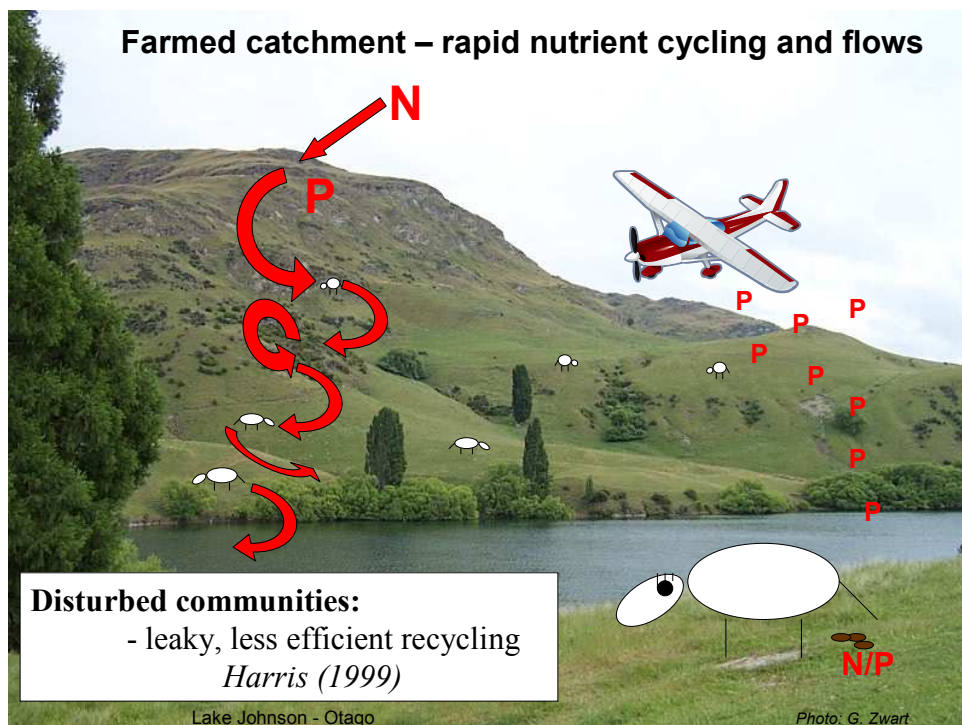 Farmed catchment – rapid nutrient cycling and flows
N
P
P
P
P
P
P
P
P
P
Disturbed communities:
- leaky, less efficient recycling
Harris (1999)
N/P
Lake Johnson - Otago
Photo: G. Zwart